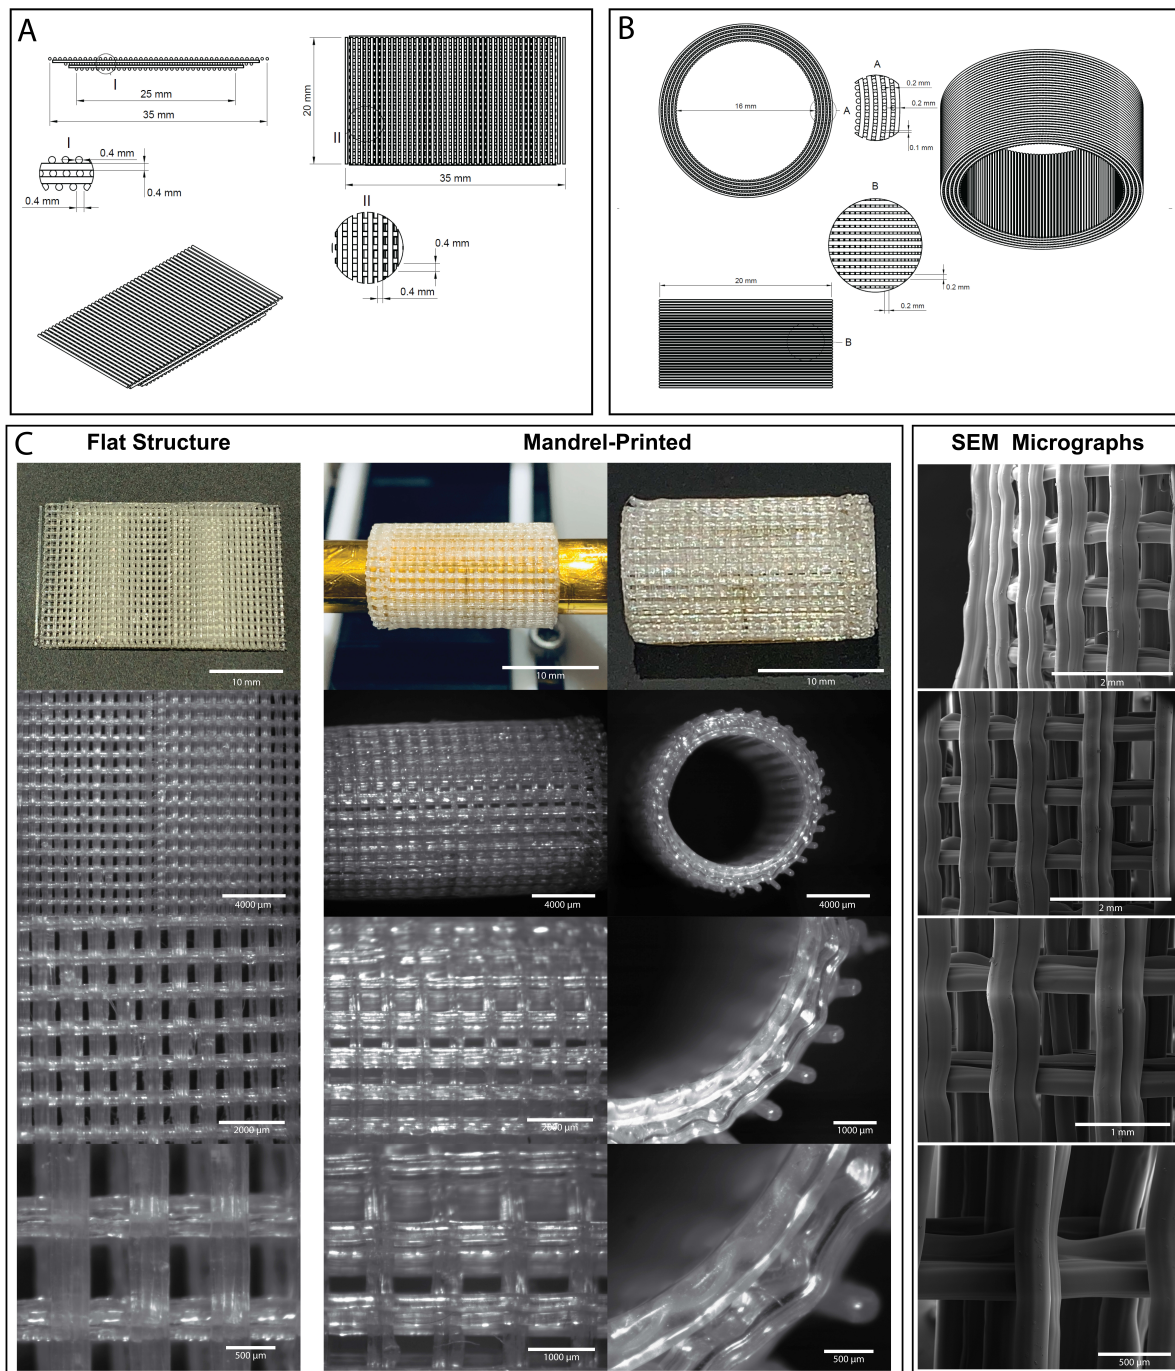 A
I
25 mm
35 mm
I
0.4 mm
0.4 mm
0.4 mm
20 mm
II
35 mm
II
0.4 mm
0.4 mm
B
16 mm
A
A
0.2 mm
0.2 mm
0.1 mm
B
0.2 mm
0.2 mm
20 mm
B
C
Flat Structure
Mandrel-Printed
SEM Micrographs
10 mm
10 mm
10 mm
2 mm
4000 µm
4000 µm
4000 µm
2 mm
2000 µm
2000 µm
1000 µm
1 mm
500 µm
1000 µm
500 µm
500 µm